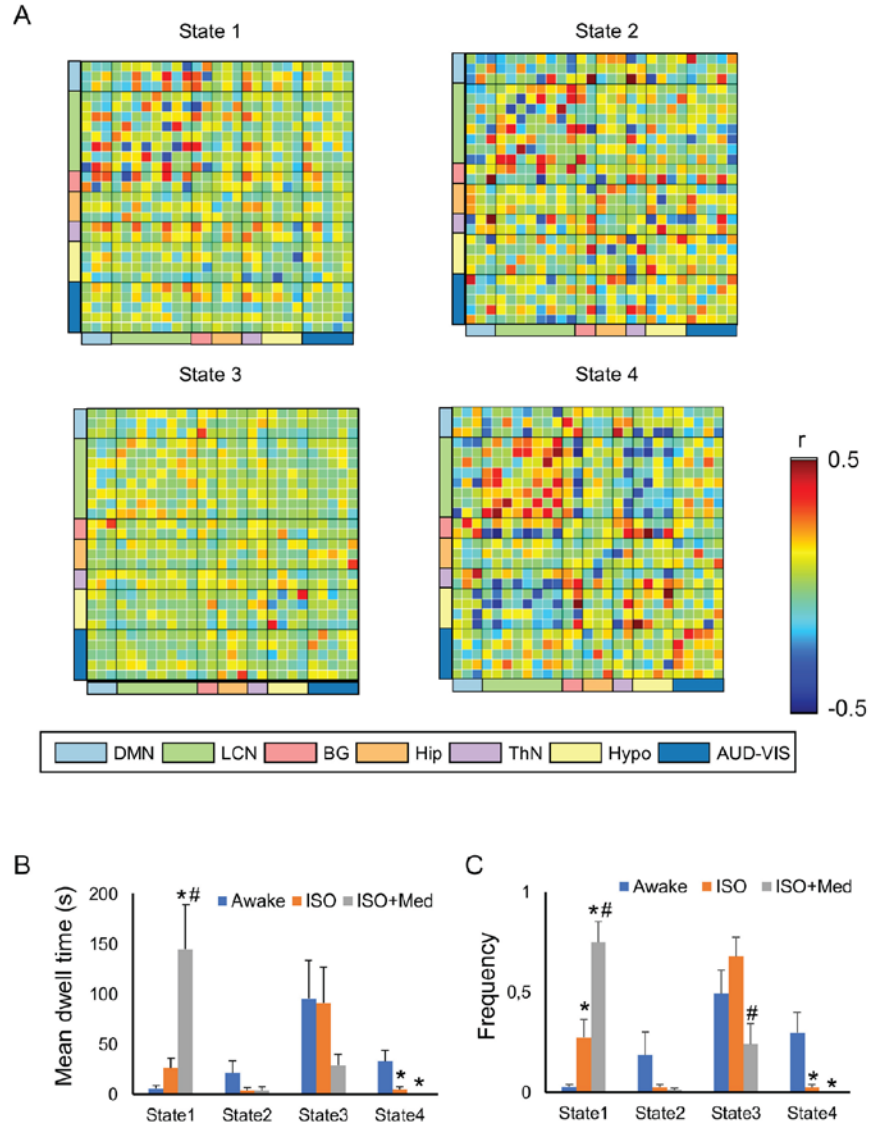 A
State 1
State 2
State 3
State 4
r
0.5
-0.5
DMN LCN BG Hip ThN Hypo AUD-VIS
B
Mean dwell time (s)
200
150
100
50
0
Awake ISO ISO+Med
*#
* *
State1 State2 State3 State4
C
Frequency
1
0,5
0
Awake ISO ISO+Med
*#
*
#
* *
State1 State2 State3 State4